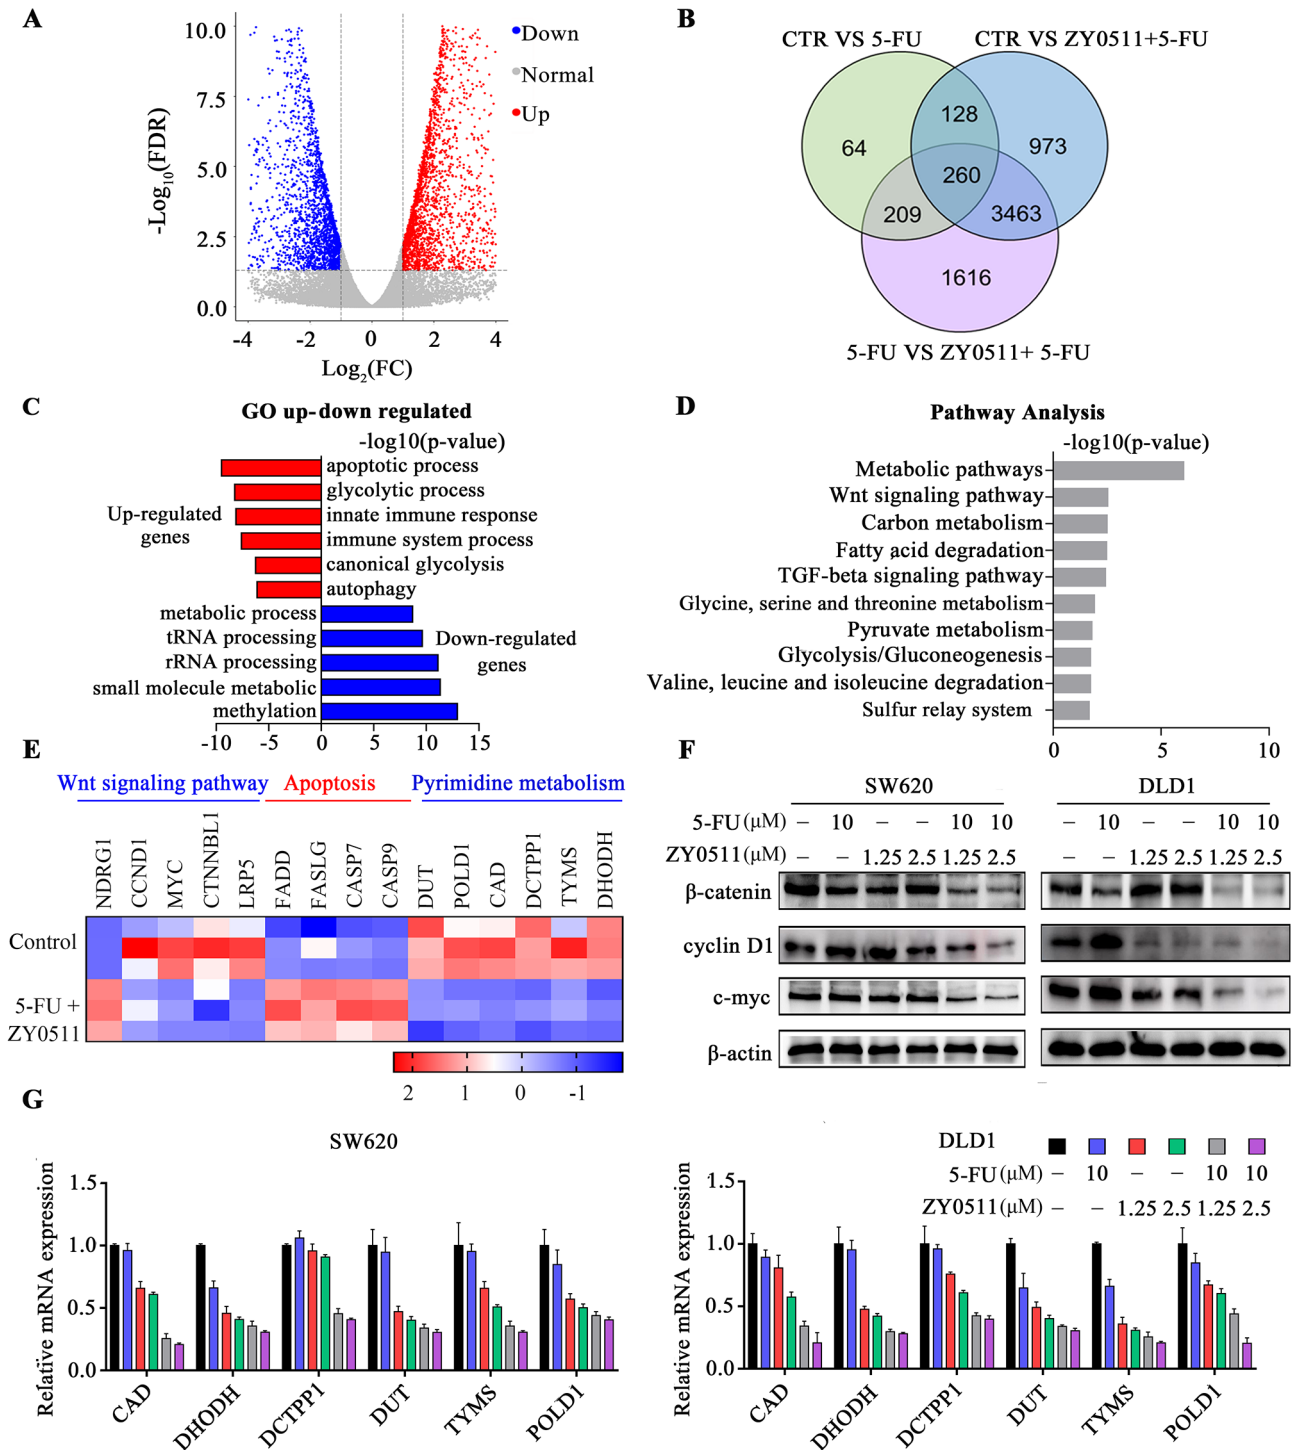 A
10.0
7.5
5.0
2.5
0.0
-Log10(FDR)
-4 -2 0 2 4
Log2(FC)
Down
Normal
Up
B
CTR VS 5-FU CTR VS ZY0511+5-FU
128
64 973
260
209 3463
1616
5-FU VS ZY0511+ 5-FU
C
GO up-down regulated
-log10(p-value)
apoptotic process
glycolytic process
innate immune response
immune system process
canonical glycolysis
autophagy
Up-regulated
genes
metabolic process
tRNA processing
rRNA processing
small molecule metabolic
methylation
Down-regulated
genes
-10 -5 0 5 10 15
D
Pathway Analysis
-log10(p-value)
Metabolic pathways
Wnt signaling pathway
Carbon metabolism
Fatty acid degradation
TGF-beta signaling pathway
Glycine, serine and threonine metabolism
Pyruvate metabolism
Glycolysis/Gluconeogenesis
Valine, leucine and isoleucine degradation
Sulfur relay system
0 5 10
E
Wnt signaling pathway Apoptosis Pyrimidine metabolism
NDRG1 CCND1 MYC CTNNBL1 LRP5 FADD FASLG CASP7 CASP9 DUT POLD1 CAD DCTPP1 TYMS DHODH
Control
5-FU +
ZY0511
2 1 0 -1
F
SW620 DLD1
5-FU(μM) – 10 – – 10 10 – 10 – – 10 10
ZY0511(μM) – – 1.25 2.5 1.25 2.5 – – 1.25 2.5 1.25 2.5
β-catenin
cyclin D1
c-myc
β-actin
G
SW620
Relative mRNA expression
1.5
1.0
0.5
0.0
CAD DHODH DCTPP1 DUT TYMS POLD1
DLD1
5-FU(μM) – 10 – – 10 10
ZY0511(μM) – – 1.25 2.5 1.25 2.5
Relative mRNA expression
1.5
1.0
0.5
0.0
CAD DHODH DCTPP1 DUT TYMS POLD1